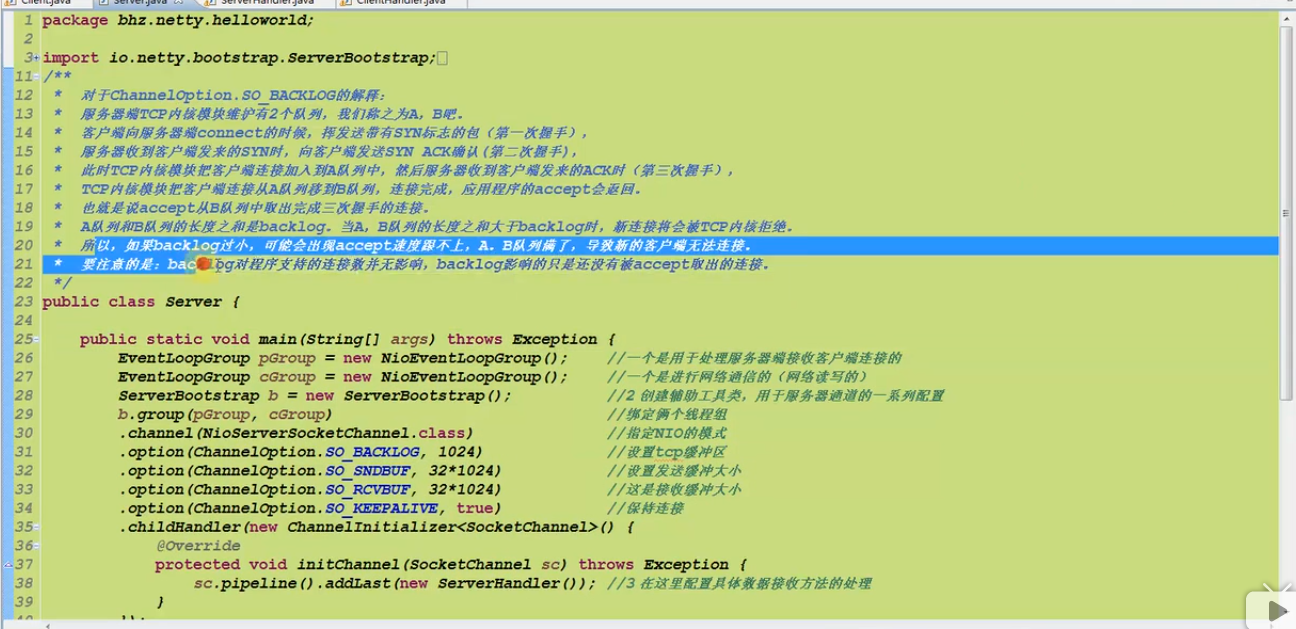 Server.java ServerHandler.java ClientHandler.java
1 package bhz.netty.helloworld;
2
3 import io.netty.bootstrap.ServerBootstrap;
11 /**
12 * 对于ChannelOption.SO_BACKLOG的解释:
13 * 服务器端TCP内核模块维护有2个队列，我们称之为A，B吧。
14 * 客户端向服务器端connect的时候，挥发送带有SYN标志的包（第一次握手），
15 * 服务器收到客户端发来的SYN时，向客户端发送SYN ACK确认(第二次握手)，
16 * 此时TCP内核模块把客户端连接加入到A队列中，然后服务器收到客户端发来的ACK时（第三次握手），
17 * TCP内核模块把客户端连接从A队列移到B队列，连接完成，应用程序的accept会返回。
18 * 也就是说accept从B队列中取出完成三次握手的连接。
19 * A队列和B队列的长度之和是backlog。当A，B队列的长度之和大于backlog时，新连接将会被TCP内核拒绝。
20 * 所以，如果backlog过小，可能会出现accept速度跟不上，A. B队列满了，导致新的客户端无法连接。
21 * 要注意的是：backlog对程序支持的连接数并无影响，backlog影响的只是还没有被accept取出的连接。
22 */
23 public class Server {
24
25 public static void main(String[] args) throws Exception {
26 EventLoopGroup pGroup = new NioEventLoopGroup(); //一个是用于处理服务器端接收客户端连接的
27 EventLoopGroup cGroup = new NioEventLoopGroup(); //一个是进行网络通信的（网络读写的）
28 ServerBootstrap b = new ServerBootstrap(); //2 创建辅助工具类，用于服务器通道的一系列配置
29 b.group(pGroup, cGroup) //绑定俩个线程组
30 .channel(NioServerSocketChannel.class) //指定NIO的模式
31 .option(ChannelOption.SO_BACKLOG, 1024) //设置tcp缓冲区
32 .option(ChannelOption.SO_SNDBUF, 32*1024) //设置发送缓冲大小
33 .option(ChannelOption.SO_RCVBUF, 32*1024) //这是接收缓冲大小
34 .option(ChannelOption.SO_KEEPALIVE, true) //保持连接
35 .childHandler(new ChannelInitializer<SocketChannel>() {
36 @Override
37 protected void initChannel(SocketChannel sc) throws Exception {
38 sc.pipeline().addLast(new ServerHandler()); //3 在这里配置具体数据接收方法的处理
39 }